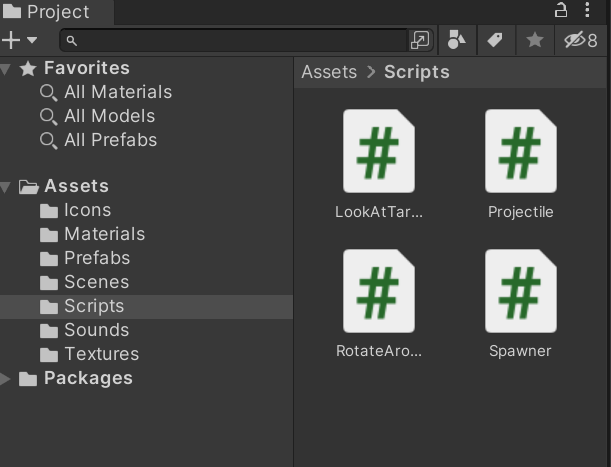 Project
8
Favorites
All Materials
All Models
All Prefabs
Assets
Icons
Materials
Prefabs
Scenes
Scripts
Sounds
Textures
Packages
Assets > Scripts
#
#
LookAtTar...
Projectile
#
#
RotateAro...
Spawner